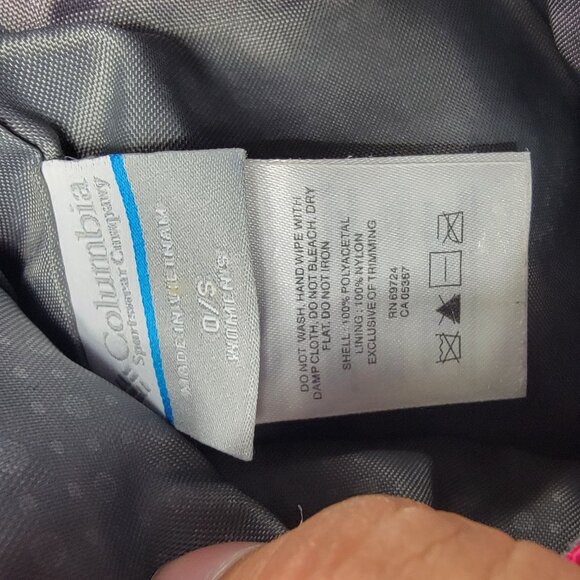 Columbia
Sportswear Company
MADE IN VIETNAM
O/S
WOMEN'S
DO NOT WASH. HAND WIPE WITH
DAMP CLOTH, DO NOT BLEACH. DRY
FLAT. DO NOT IRON
SHELL: 100% POLYACETAL
LINING : 100% NYLON
EXCLUSIVE OF TRIMMING
RN 69724
CA 05367